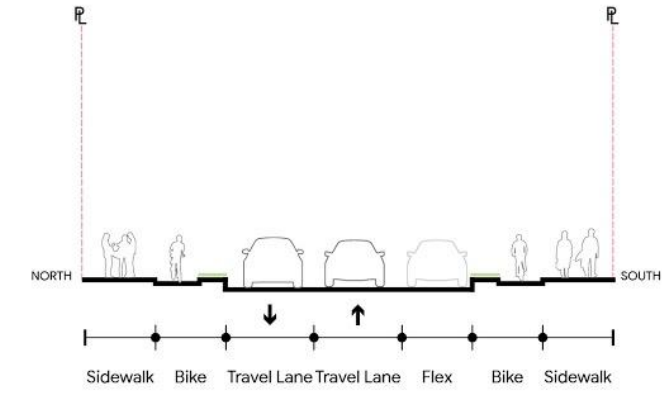 PL PL
NORTH SOUTH
Sidewalk Bike Travel Lane Travel Lane Flex Bike Sidewalk